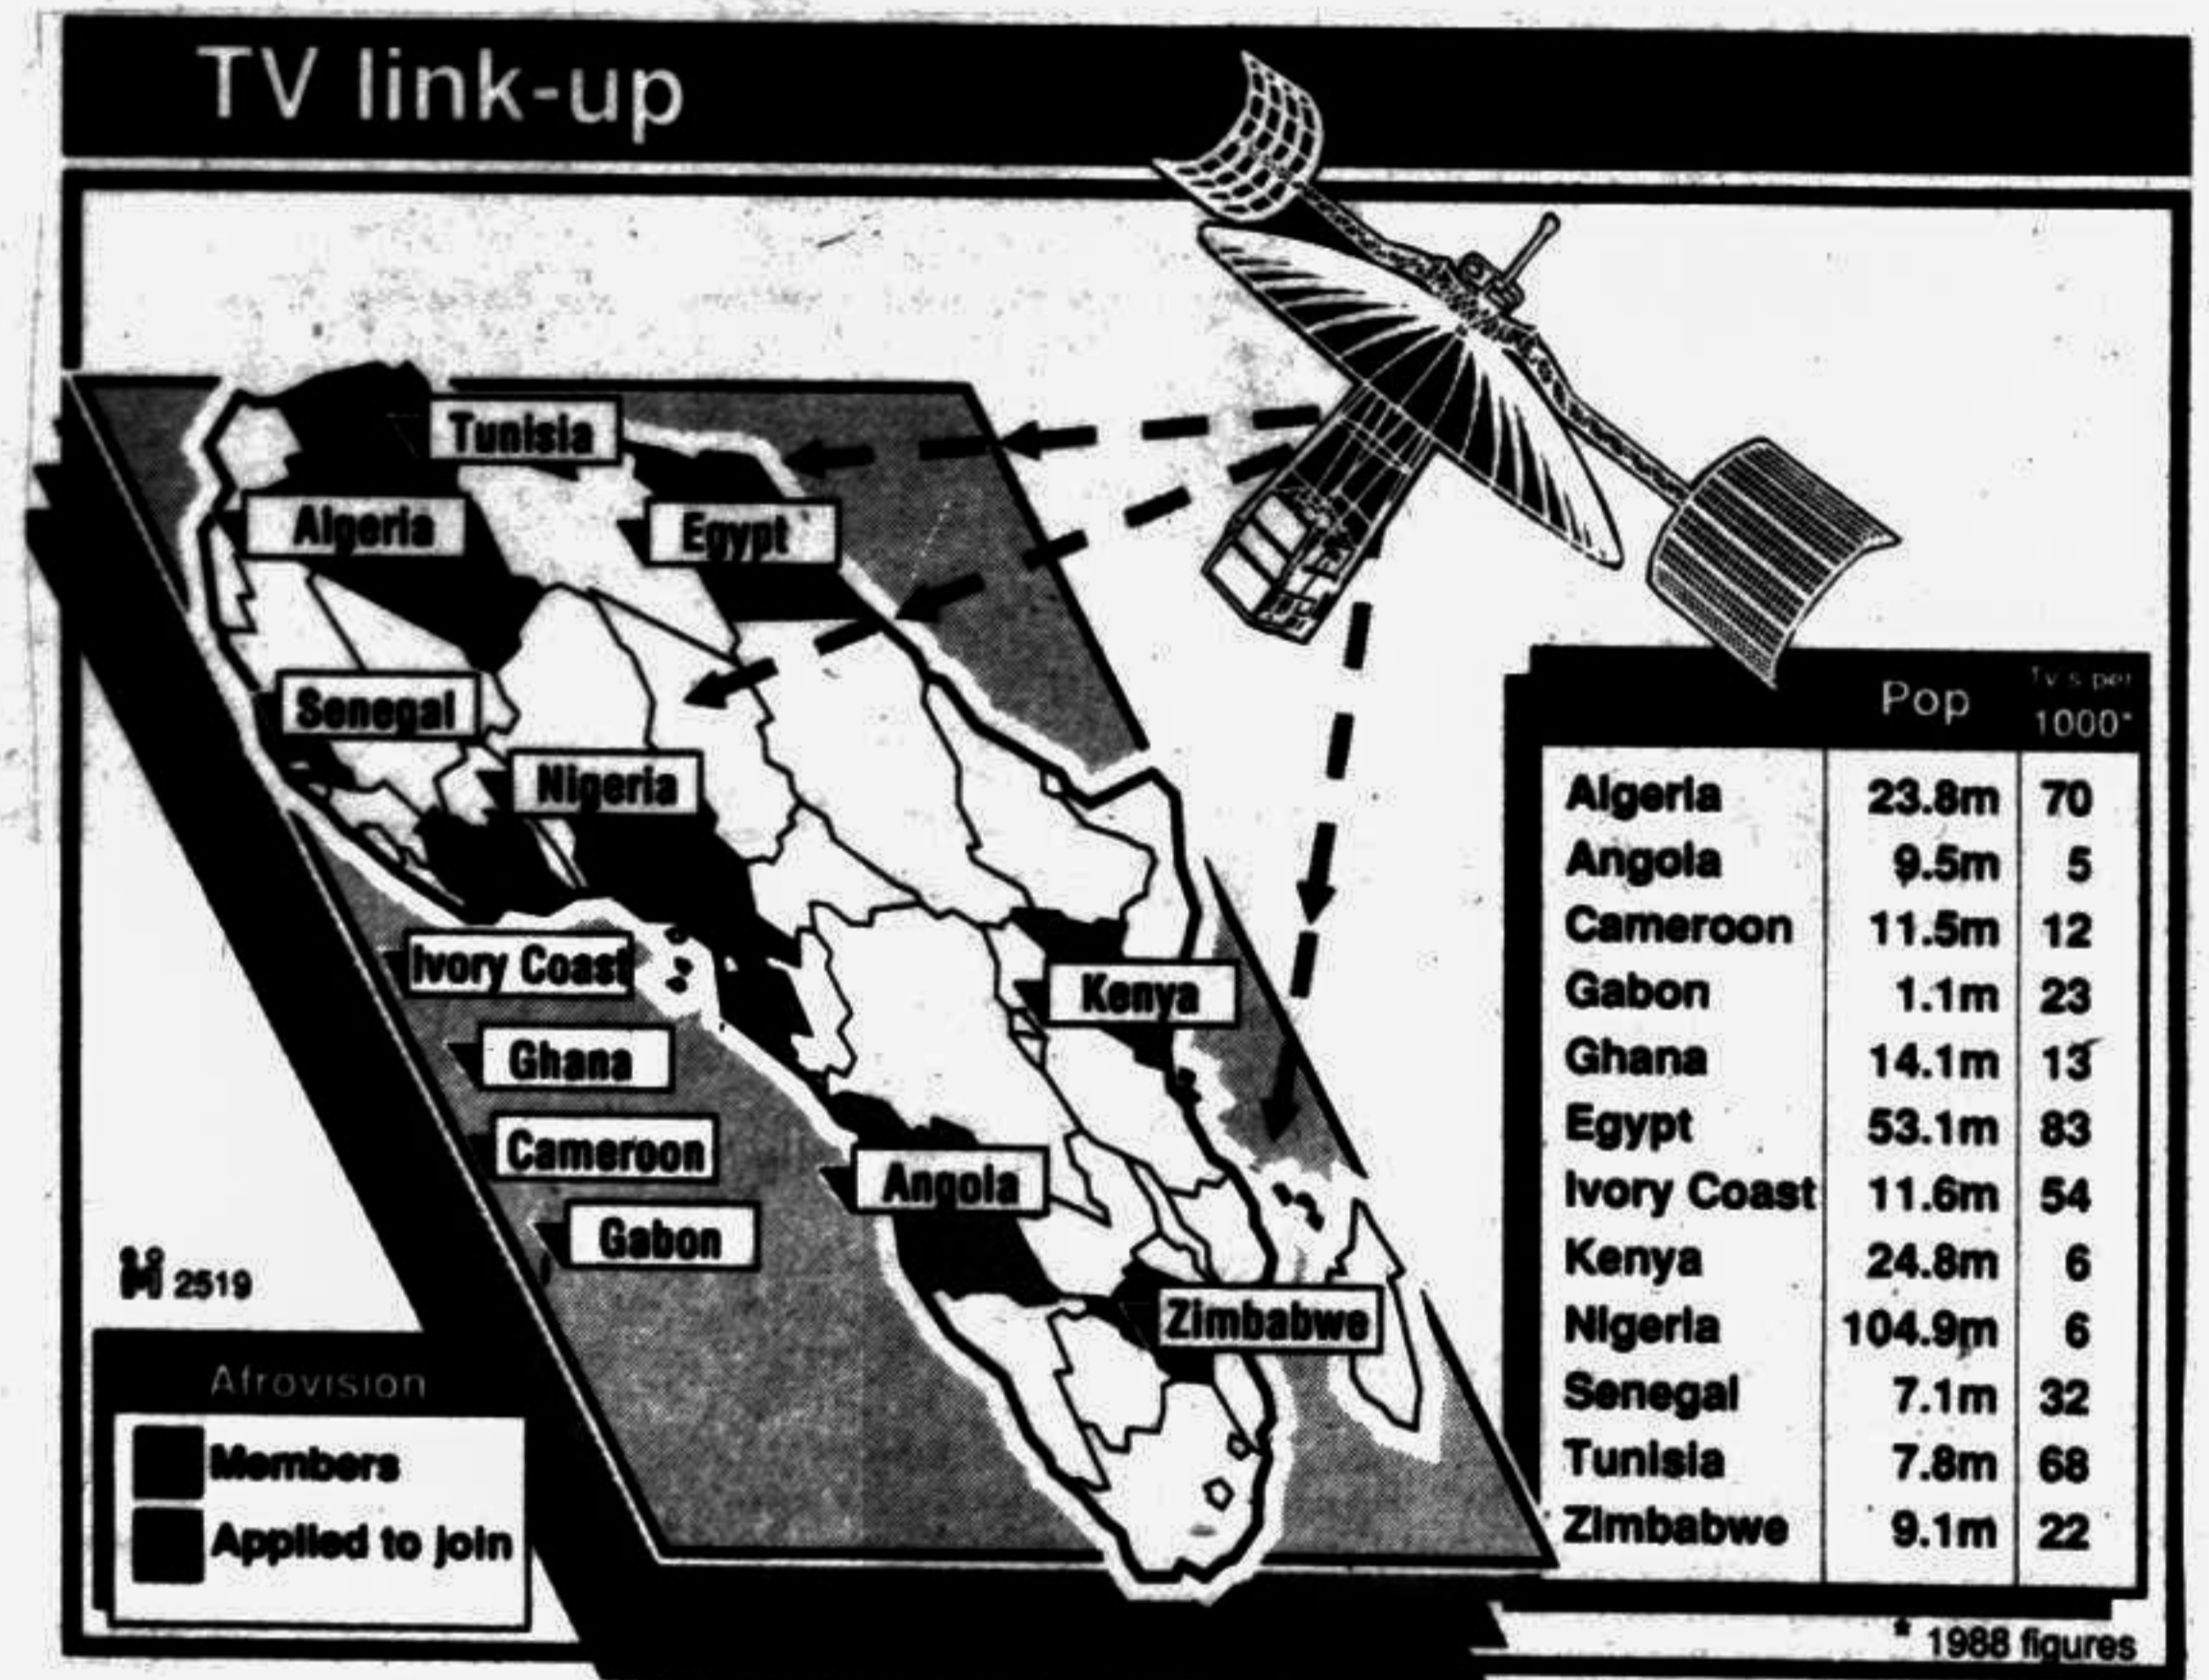 TV link-up
Tunisia
Algeria
Egypt
Senegal
Nigeria
Ivory Coast
Kenya
Ghana
Cameroon
Angola
Gabon
Zimbabwe
2519
Afrovision
Members
Applied to join
Pop Tv's per 1000*
Algeria 23.8m 70
Angola 9.5m 5
Cameroon 11.5m 12
Gabon 1.1m 23
Ghana 14.1m 13
Egypt 53.1m 83
Ivory Coast 11.6m 54
Kenya 24.8m 6
Nigeria 104.9m 6
Senegal 7.1m 32
Tunisia 7.8m 68
Zimbabwe 9.1m 22
* 1988 figures